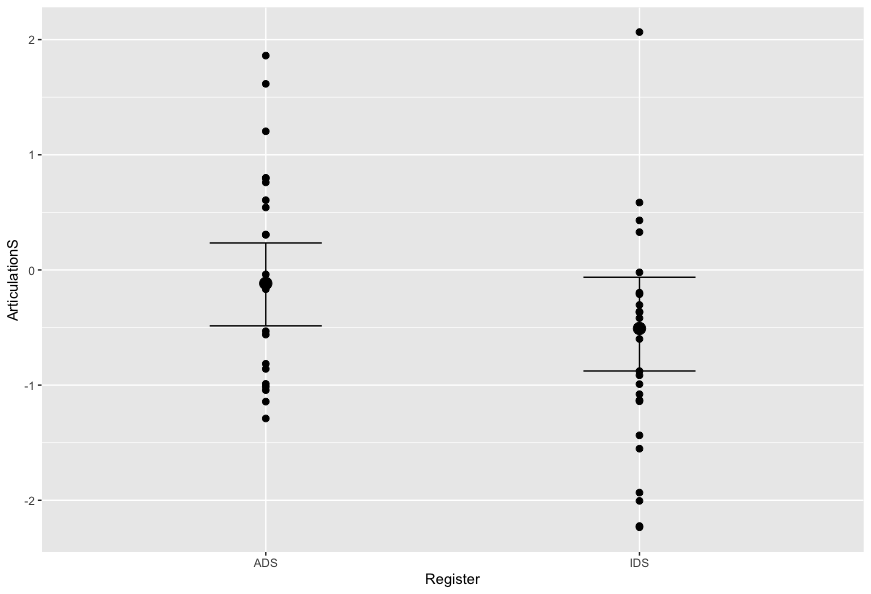 2
1
0
-1
-2
ArticulationS
ADS
IDS
Register